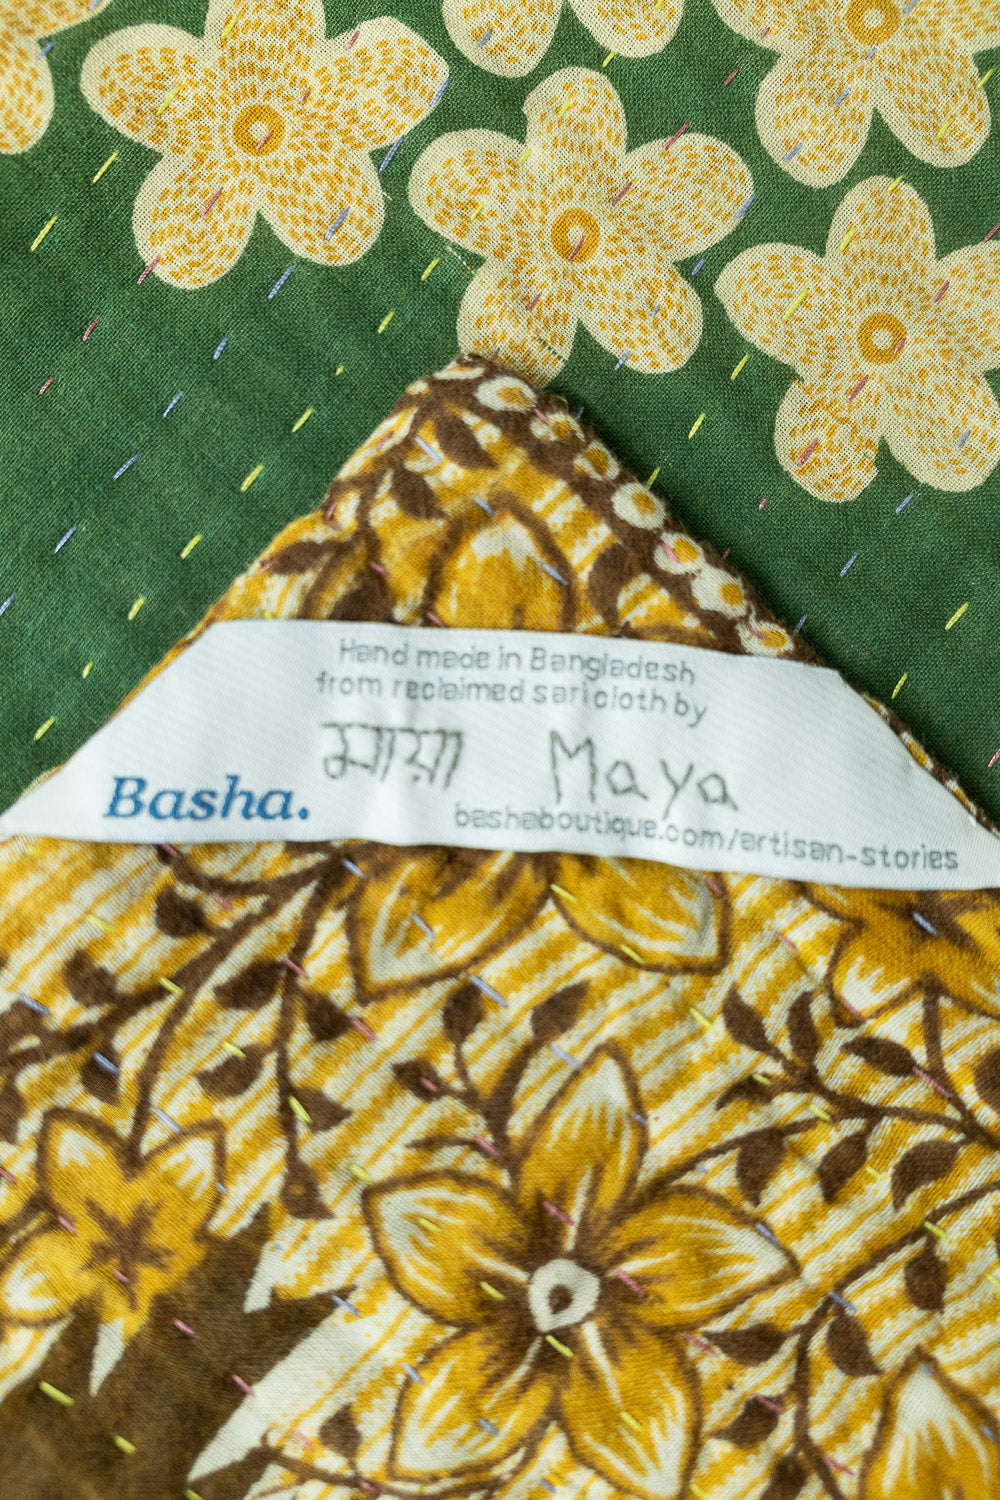 Hand made in Bangladesh
from reclaimed sari cloth by
মায়া Maya
Basha.
bashaboutique.com/artisan-stories